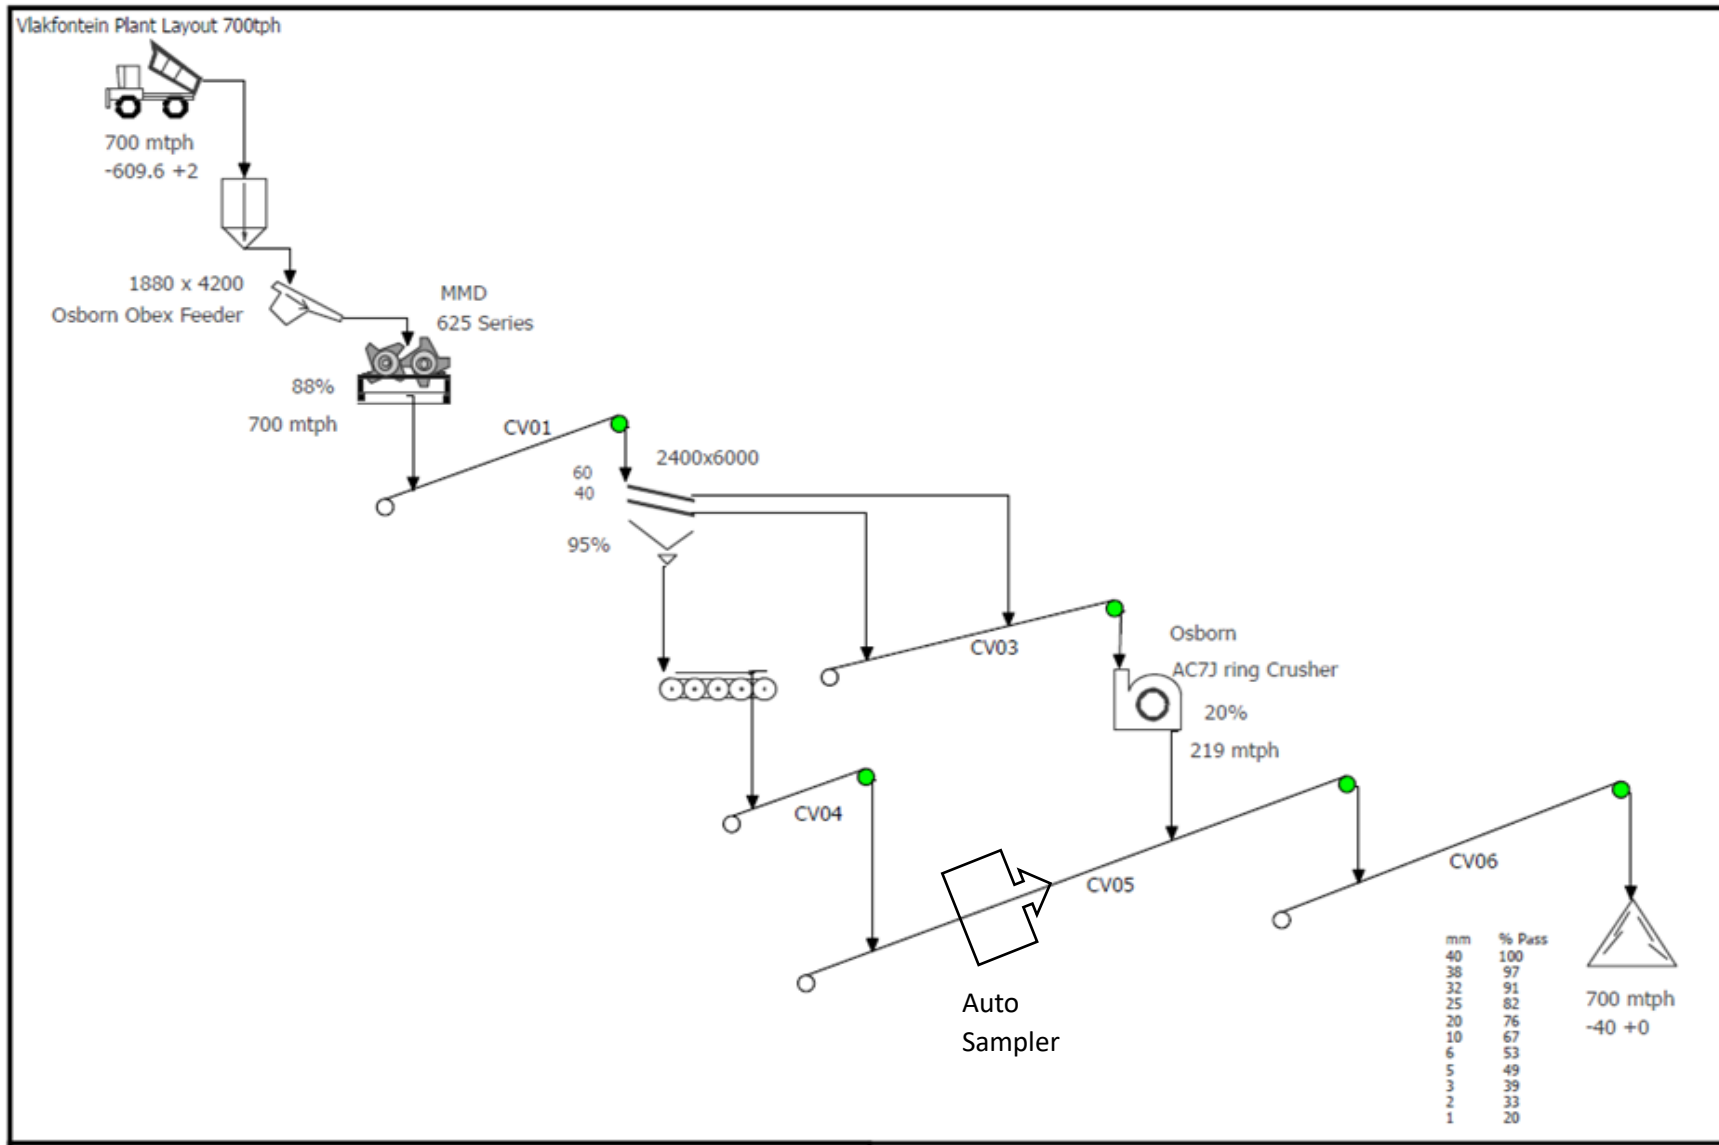 Vlakfontein Plant Layout 700tph
700 mtph
-609.6 +2
1880 x 4200
Osborn Obex Feeder
MMD
625 Series
88%
700 mtph
CV01
2400x6000
60
40
95%
CV03
Osborn
AC7J ring Crusher
20%
219 mtph
CV04
CV05
CV06
Auto
Sampler
mm % Pass
40 100
38 97
32 91
25 82
20 76
10 67
6 53
5 49
3 39
2 33
1 20
700 mtph
-40 +0